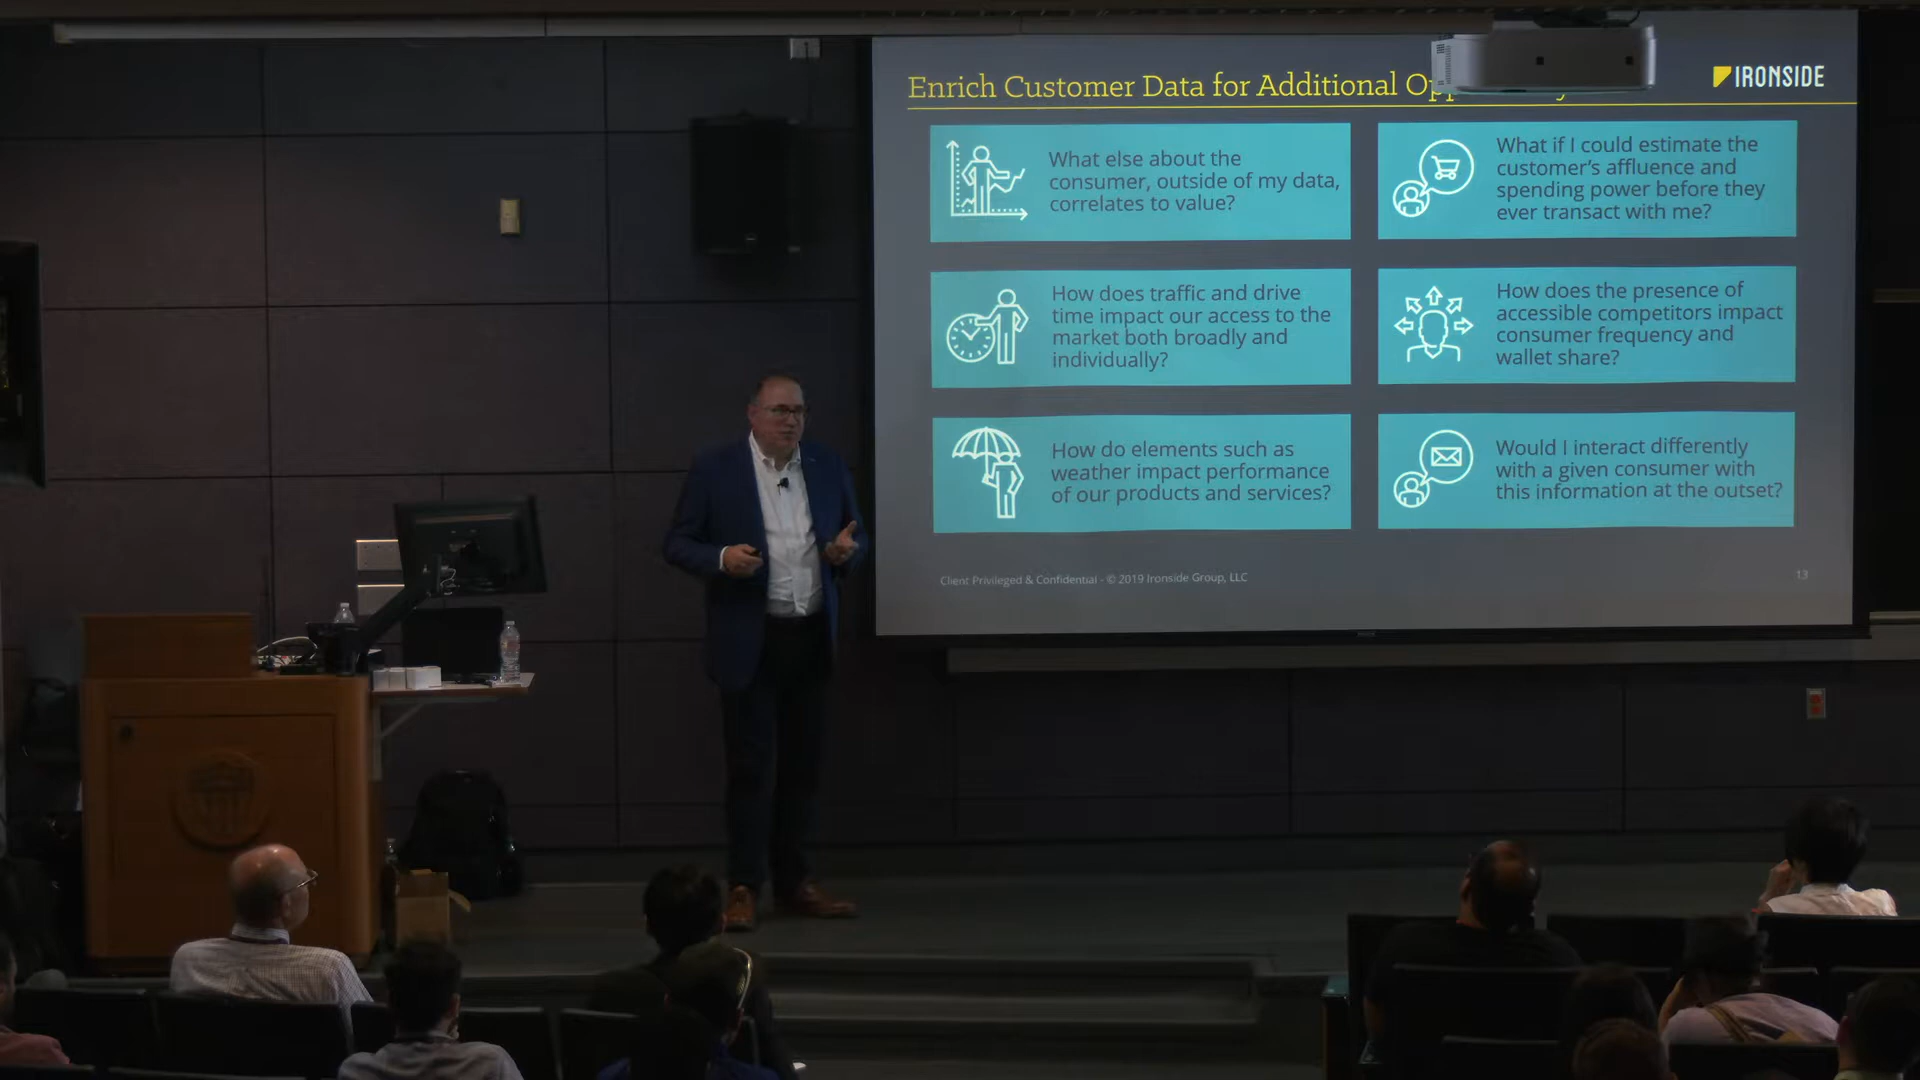 Enrich Customer Data for Additional
IRONSIDE
What else about the
consumer, outside of my data,
correlates to value?
What if I could estimate the
customer's affluence and
spending power before they
ever transact with me?
How does traffic and drive
time impact our access to the
market both broadly and
individually?
How does the presence of
accessible competitors impact
consumer frequency and
wallet share?
How do elements such as
weather impact performance
of our products and services?
Would I interact differently
with a given consumer with
this information at the outset?
Client Privileged & Confidential - © 2019 Ironside Group, LLC
13